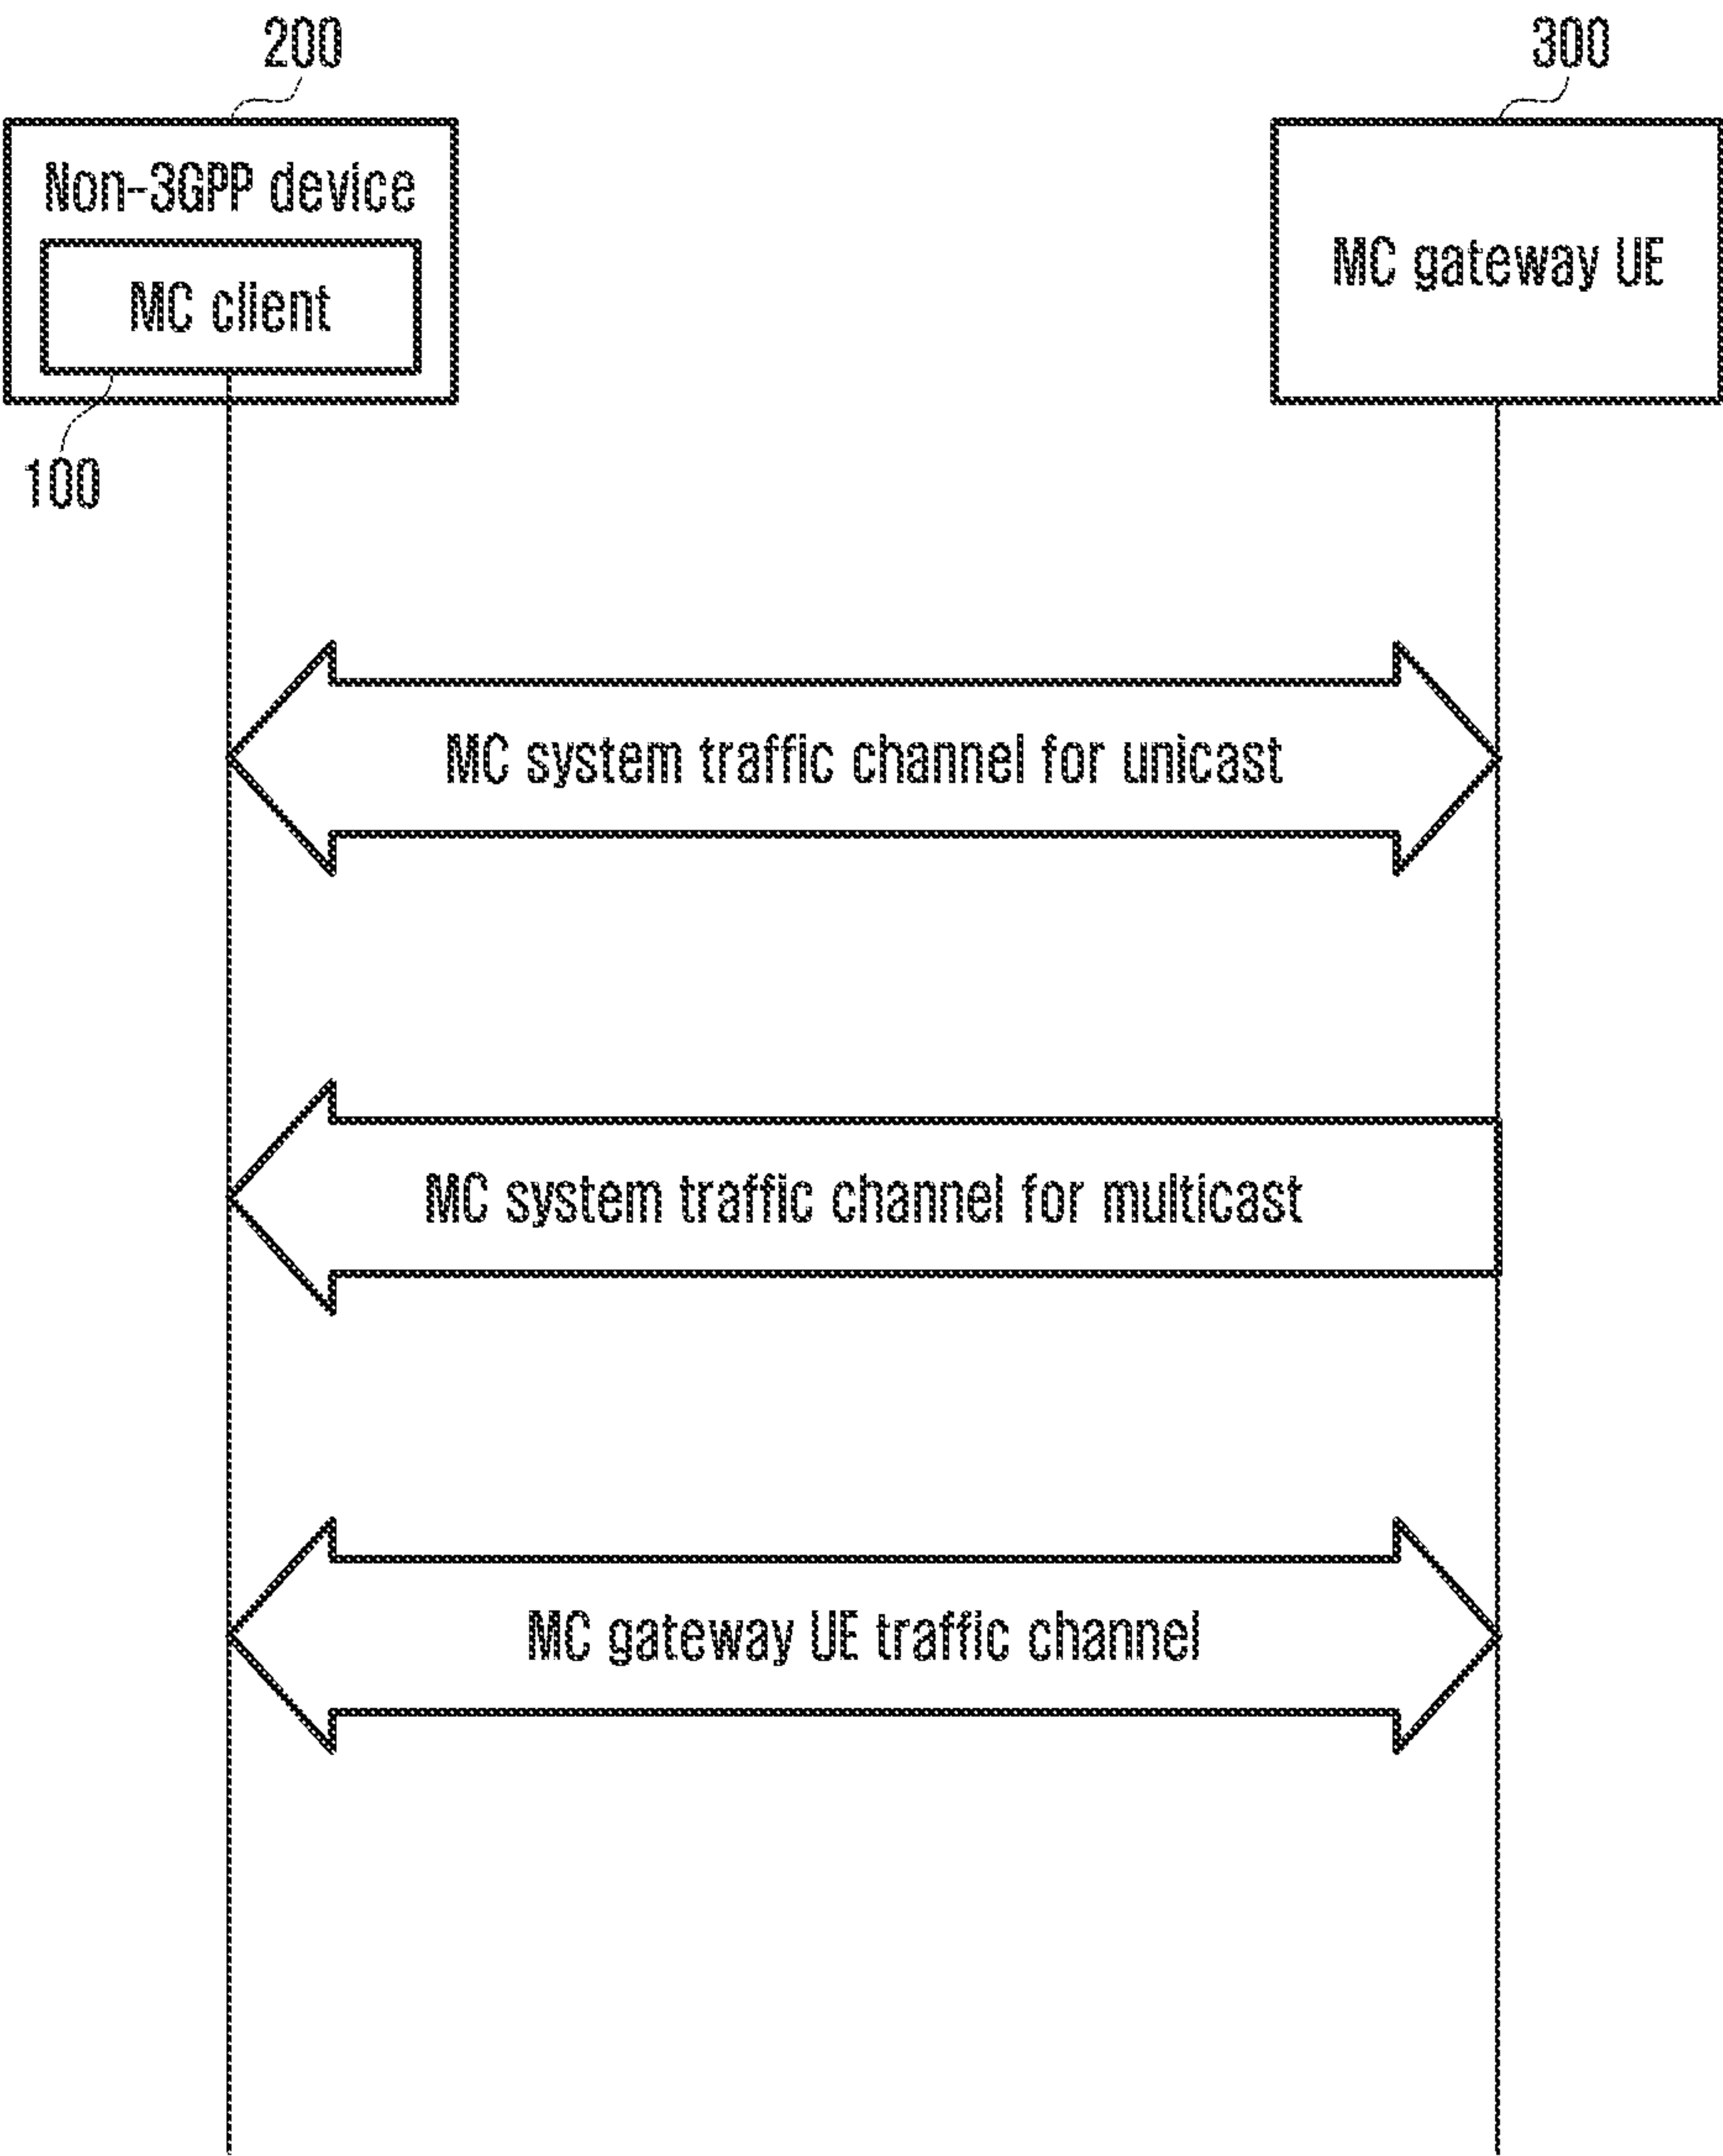 200
300
Non-3GPP device
MC client
MC gateway UE
100
MC system traffic channel for unicast
MC system traffic channel for multicast
MC gateway UE traffic channel